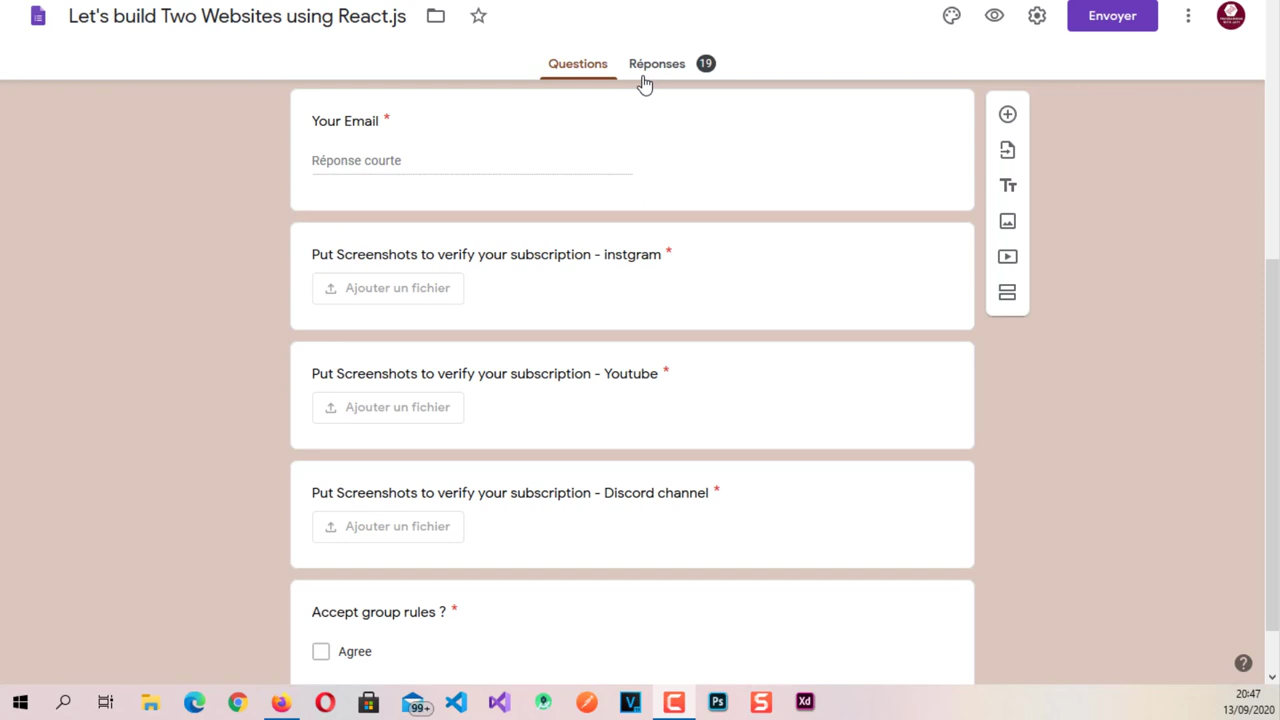 Let's build Two Websites using React.js
Envoyer
Questions
Réponses 19
Your Email *
Réponse courte
Put Screenshots to verify your subscription - instgram *
Ajouter un fichier
Put Screenshots to verify your subscription - Youtube *
Ajouter un fichier
Put Screenshots to verify your subscription - Discord channel *
Ajouter un fichier
Accept group rules ? *
Agree
99+
Ps
Xd
20:47
13/09/2020